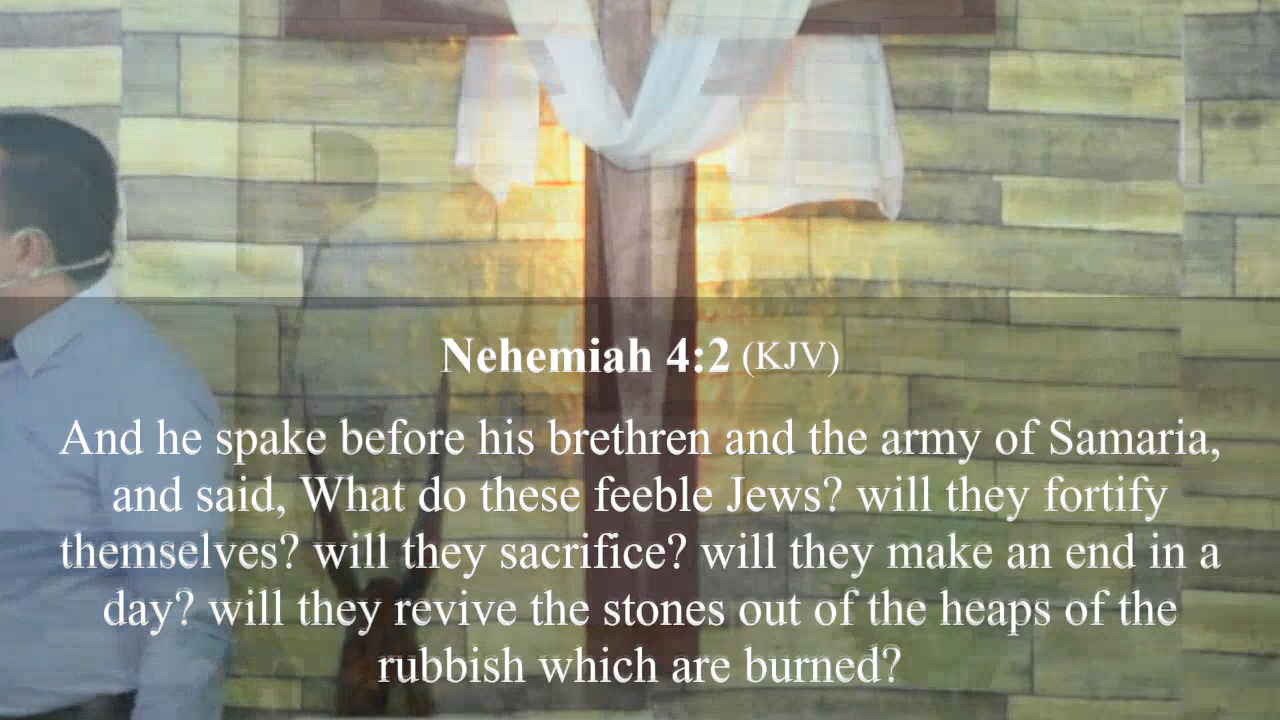 Nehemiah 4:2 (KJV)
And he spake before his brethren and the army of Samaria,
and said, What do these feeble Jews? will they fortify
themselves? will they sacrifice? will they make an end in a
day? will they revive the stones out of the heaps of the
rubbish which are burned?